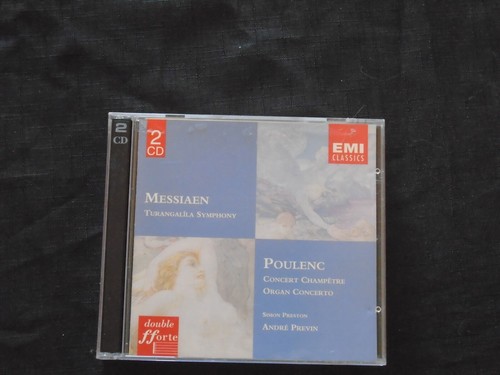 2
CD
2
CD
EMI
CLASSICS
MESSIAEN
TURANGALÎLA SYMPHONY
POULENC
CONCERT CHAMPÊTRE
ORGAN CONCERTO
SIMON PRESTON
ANDRÉ PREVIN
double
fforte